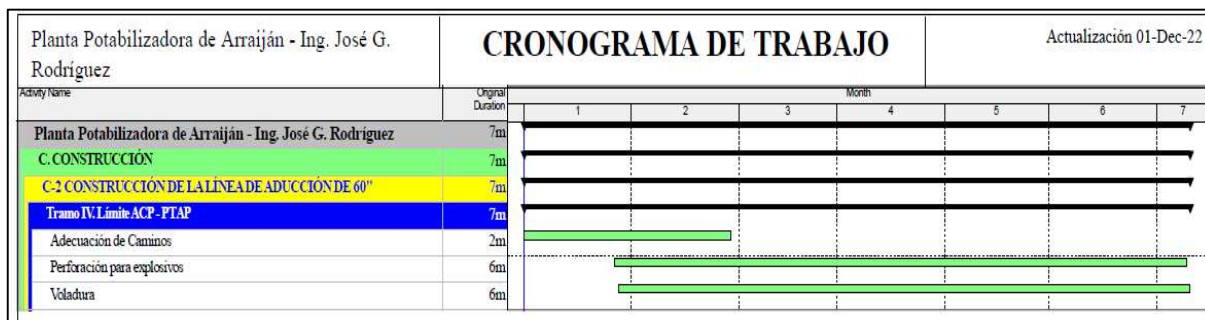 Planta Potabilizadora de Arraiján - Ing. José G.
Rodríguez
CRONOGRAMA DE TRABAJO
Actualización 01-Dec-22
Activity Name
Original
Duration
Month
1 2 3 4 5 6 7
Planta Potabilizadora de Arraiján - Ing. José G. Rodríguez 7m
C. CONSTRUCCIÓN 7m
C-2 CONSTRUCCIÓN DE LA LÍNEA DE ADUCCIÓN DE 60" 7m
Tramo IV. Límite ACP - PTAP 7m
Adecuación de Caminos 2m
Perforación para explosivos 6m
Voladura 6m